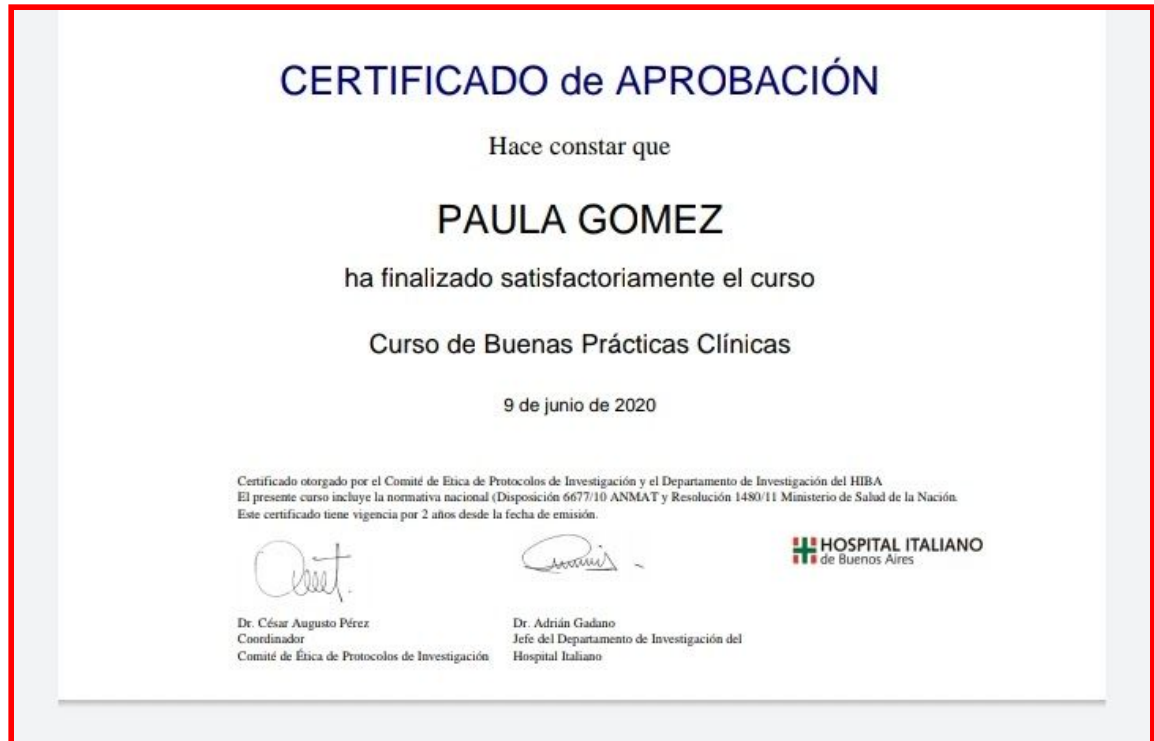 CERTIFICADO de APROBACIÓN
Hace constar que
PAULA GOMEZ
ha finalizado satisfactoriamente el curso
Curso de Buenas Prácticas Clínicas
9 de junio de 2020
Certificado otorgado por el Comité de Etica de Protocolos de Investigación y el Departamento de Investigación del HIBA
El presente curso incluye la normativa nacional (Disposición 6677/10 ANMAT y Resolución 1480/11 Ministerio de Salud de la Nación.
Este certificado tiene vigencia por 2 años desde la fecha de emisión.
HOSPITAL ITALIANO
de Buenos Aires
Dr. César Augusto Pérez
Coordinador
Comité de Ética de Protocolos de Investigación
Dr. Adrián Gadano
Jefe del Departamento de Investigación del
Hospital Italiano